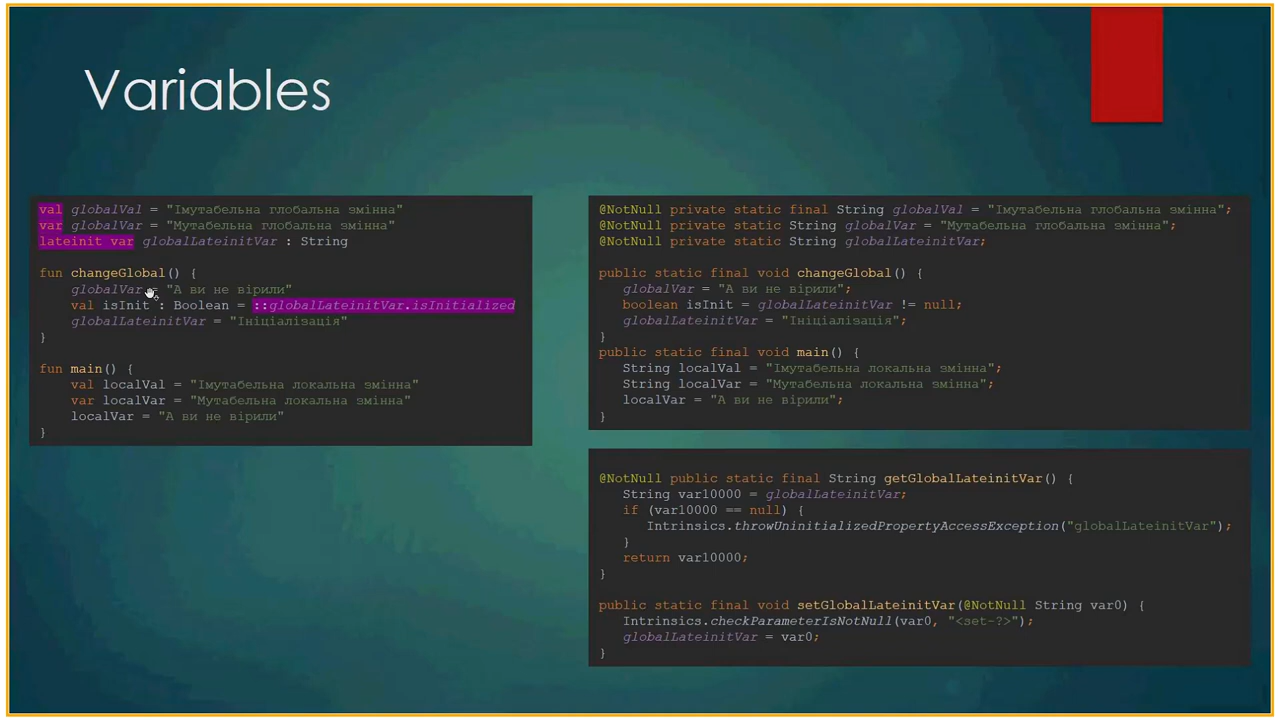 Variables
val globalVal = "Імутабельна глобальна змінна"
var globalVar = "Мутабельна глобальна змінна"
lateinit var globalLateinitVar : String
fun changeGlobal() {
globalVar = "А ви не вірили"
val isInit : Boolean = ::globalLateinitVar.isInitialized
globalLateinitVar = "Ініціалізація"
}
fun main() {
val localVal = "Імутабельна локальна змінна"
var localVar = "Мутабельна локальна змінна"
localVar = "А ви не вірили"
}
@NotNull private static final String globalVal = "Імутабельна глобальна змінна";
@NotNull private static String globalVar = "Мутабельна глобальна змінна";
@NotNull private static String globalLateinitVar;
public static final void changeGlobal() {
globalVar = "А ви не вірили";
boolean isInit = globalLateinitVar != null;
globalLateinitVar = "Ініціалізація";
}
public static final void main() {
String localVal = "Імутабельна локальна змінна";
String localVar = "Мутабельна локальна змінна";
localVar = "А ви не вірили";
}
@NotNull public static final String getGlobalLateinitVar() {
String var10000 = globalLateinitVar;
if (var10000 == null) {
Intrinsics.throwUninitializedPropertyAccessException("globalLateinitVar");
}
return var10000;
}
public static final void setGlobalLateinitVar(@NotNull String var0) {
Intrinsics.checkParameterIsNotNull(var0, "<set-?>");
globalLateinitVar = var0;
}